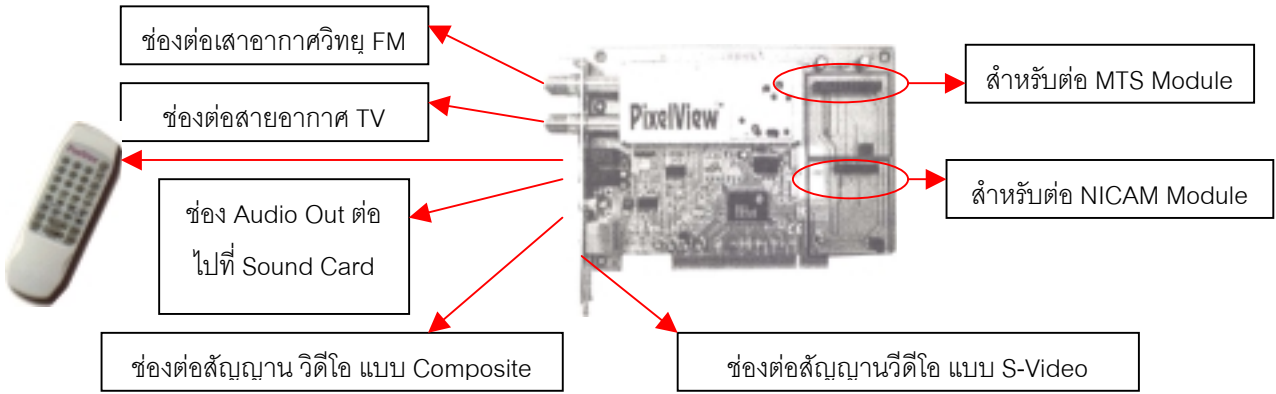 ช่องต่อเสาอากาศวิทยุ FM
สำหรับต่อ MTS Module
ช่องต่อสายอากาศ TV
PixelView
ช่อง Audio Out ต่อ
ไปที่ Sound Card
สำหรับต่อ NICAM Module
ช่องต่อสัญญาน วิดีโอ แบบ Composite
ช่องต่อสัญญานวีดีโอ แบบ S-Video